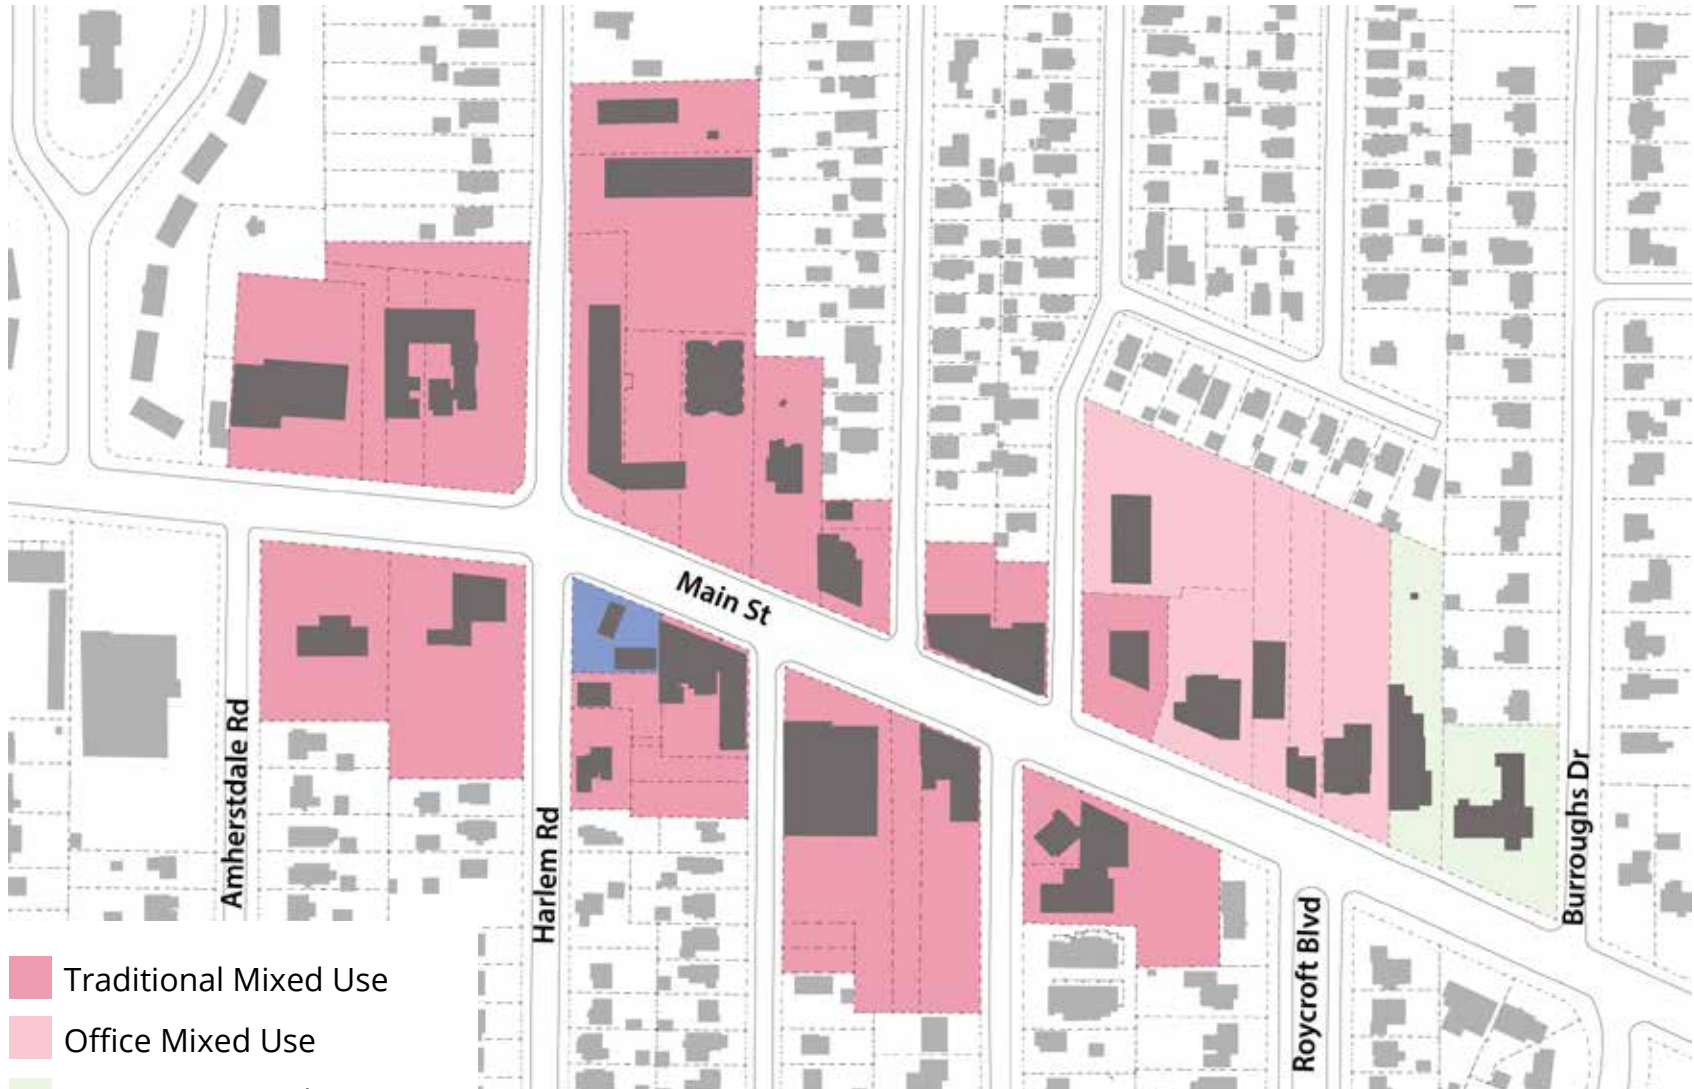 Main St
Amherstdale Rd
Harlem Rd
Burroughs Dr
Roycroft Blvd
Traditional Mixed Use
Office Mixed Use